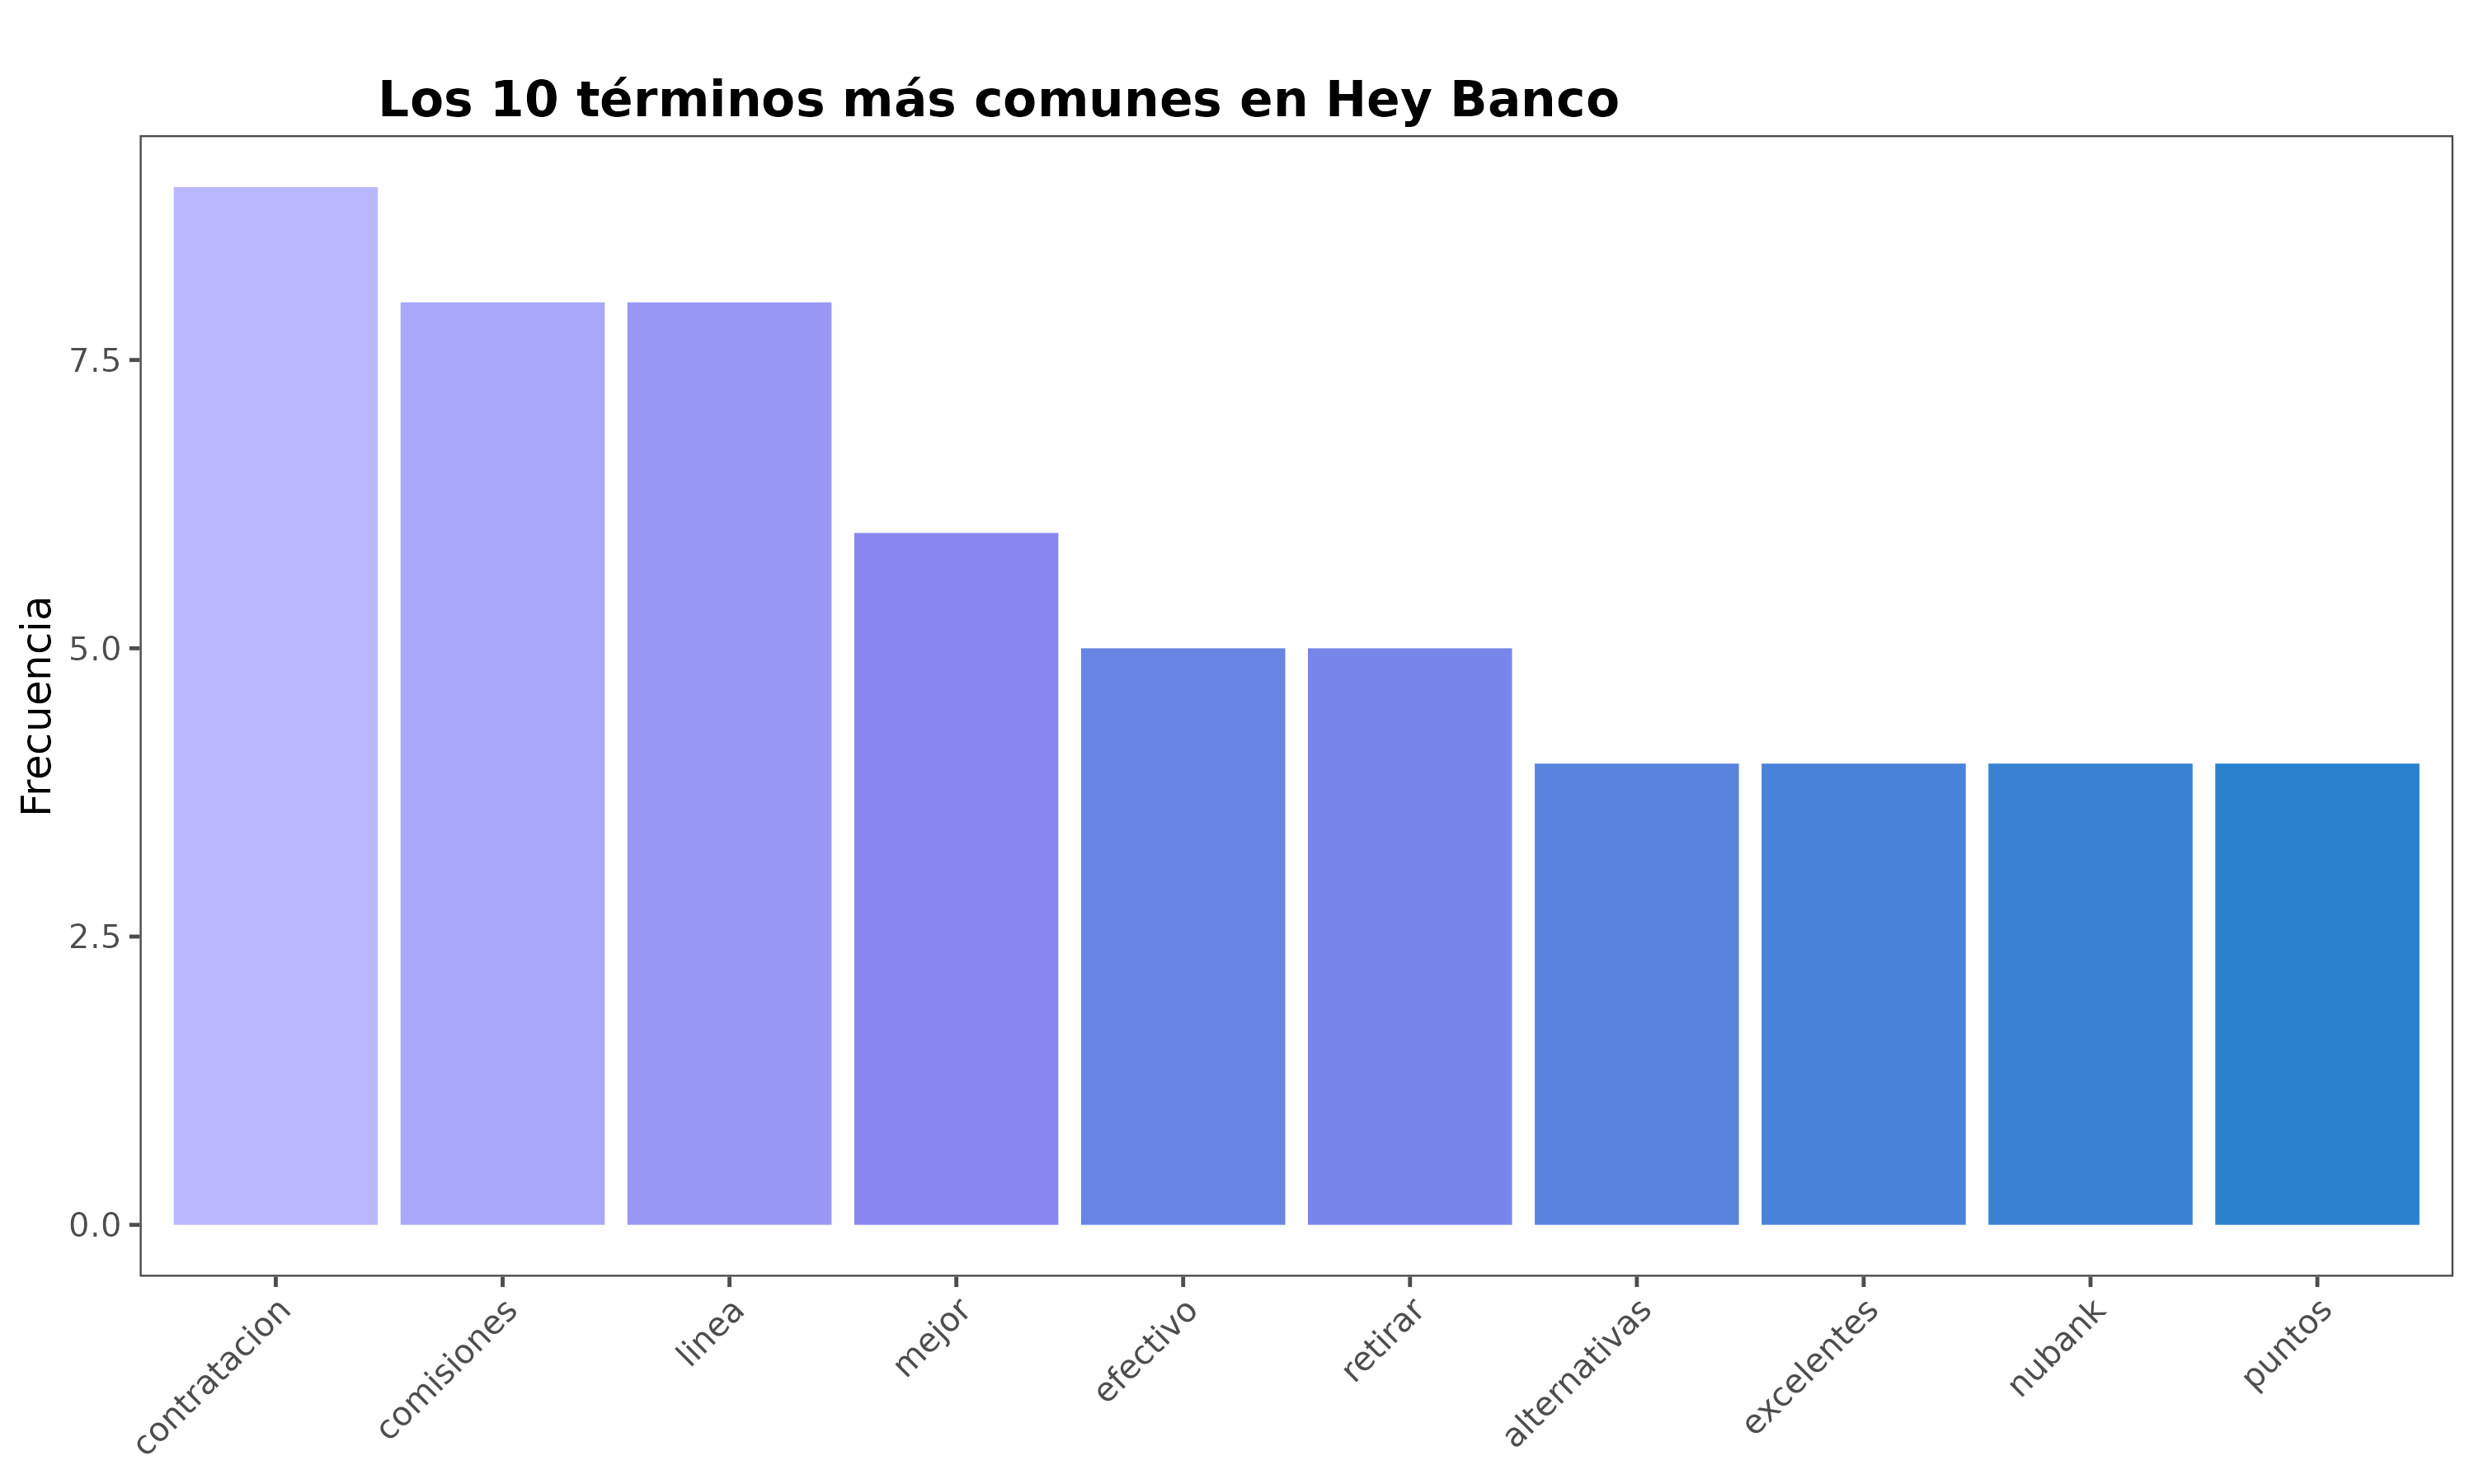 Los 10 términos más comunes en Hey Banco
Frecuencia
7.5
5.0
2.5
0.0
contratacion
comisiones
linea
mejor
efectivo
retirar
alternativas
excelentes
nubank
puntos